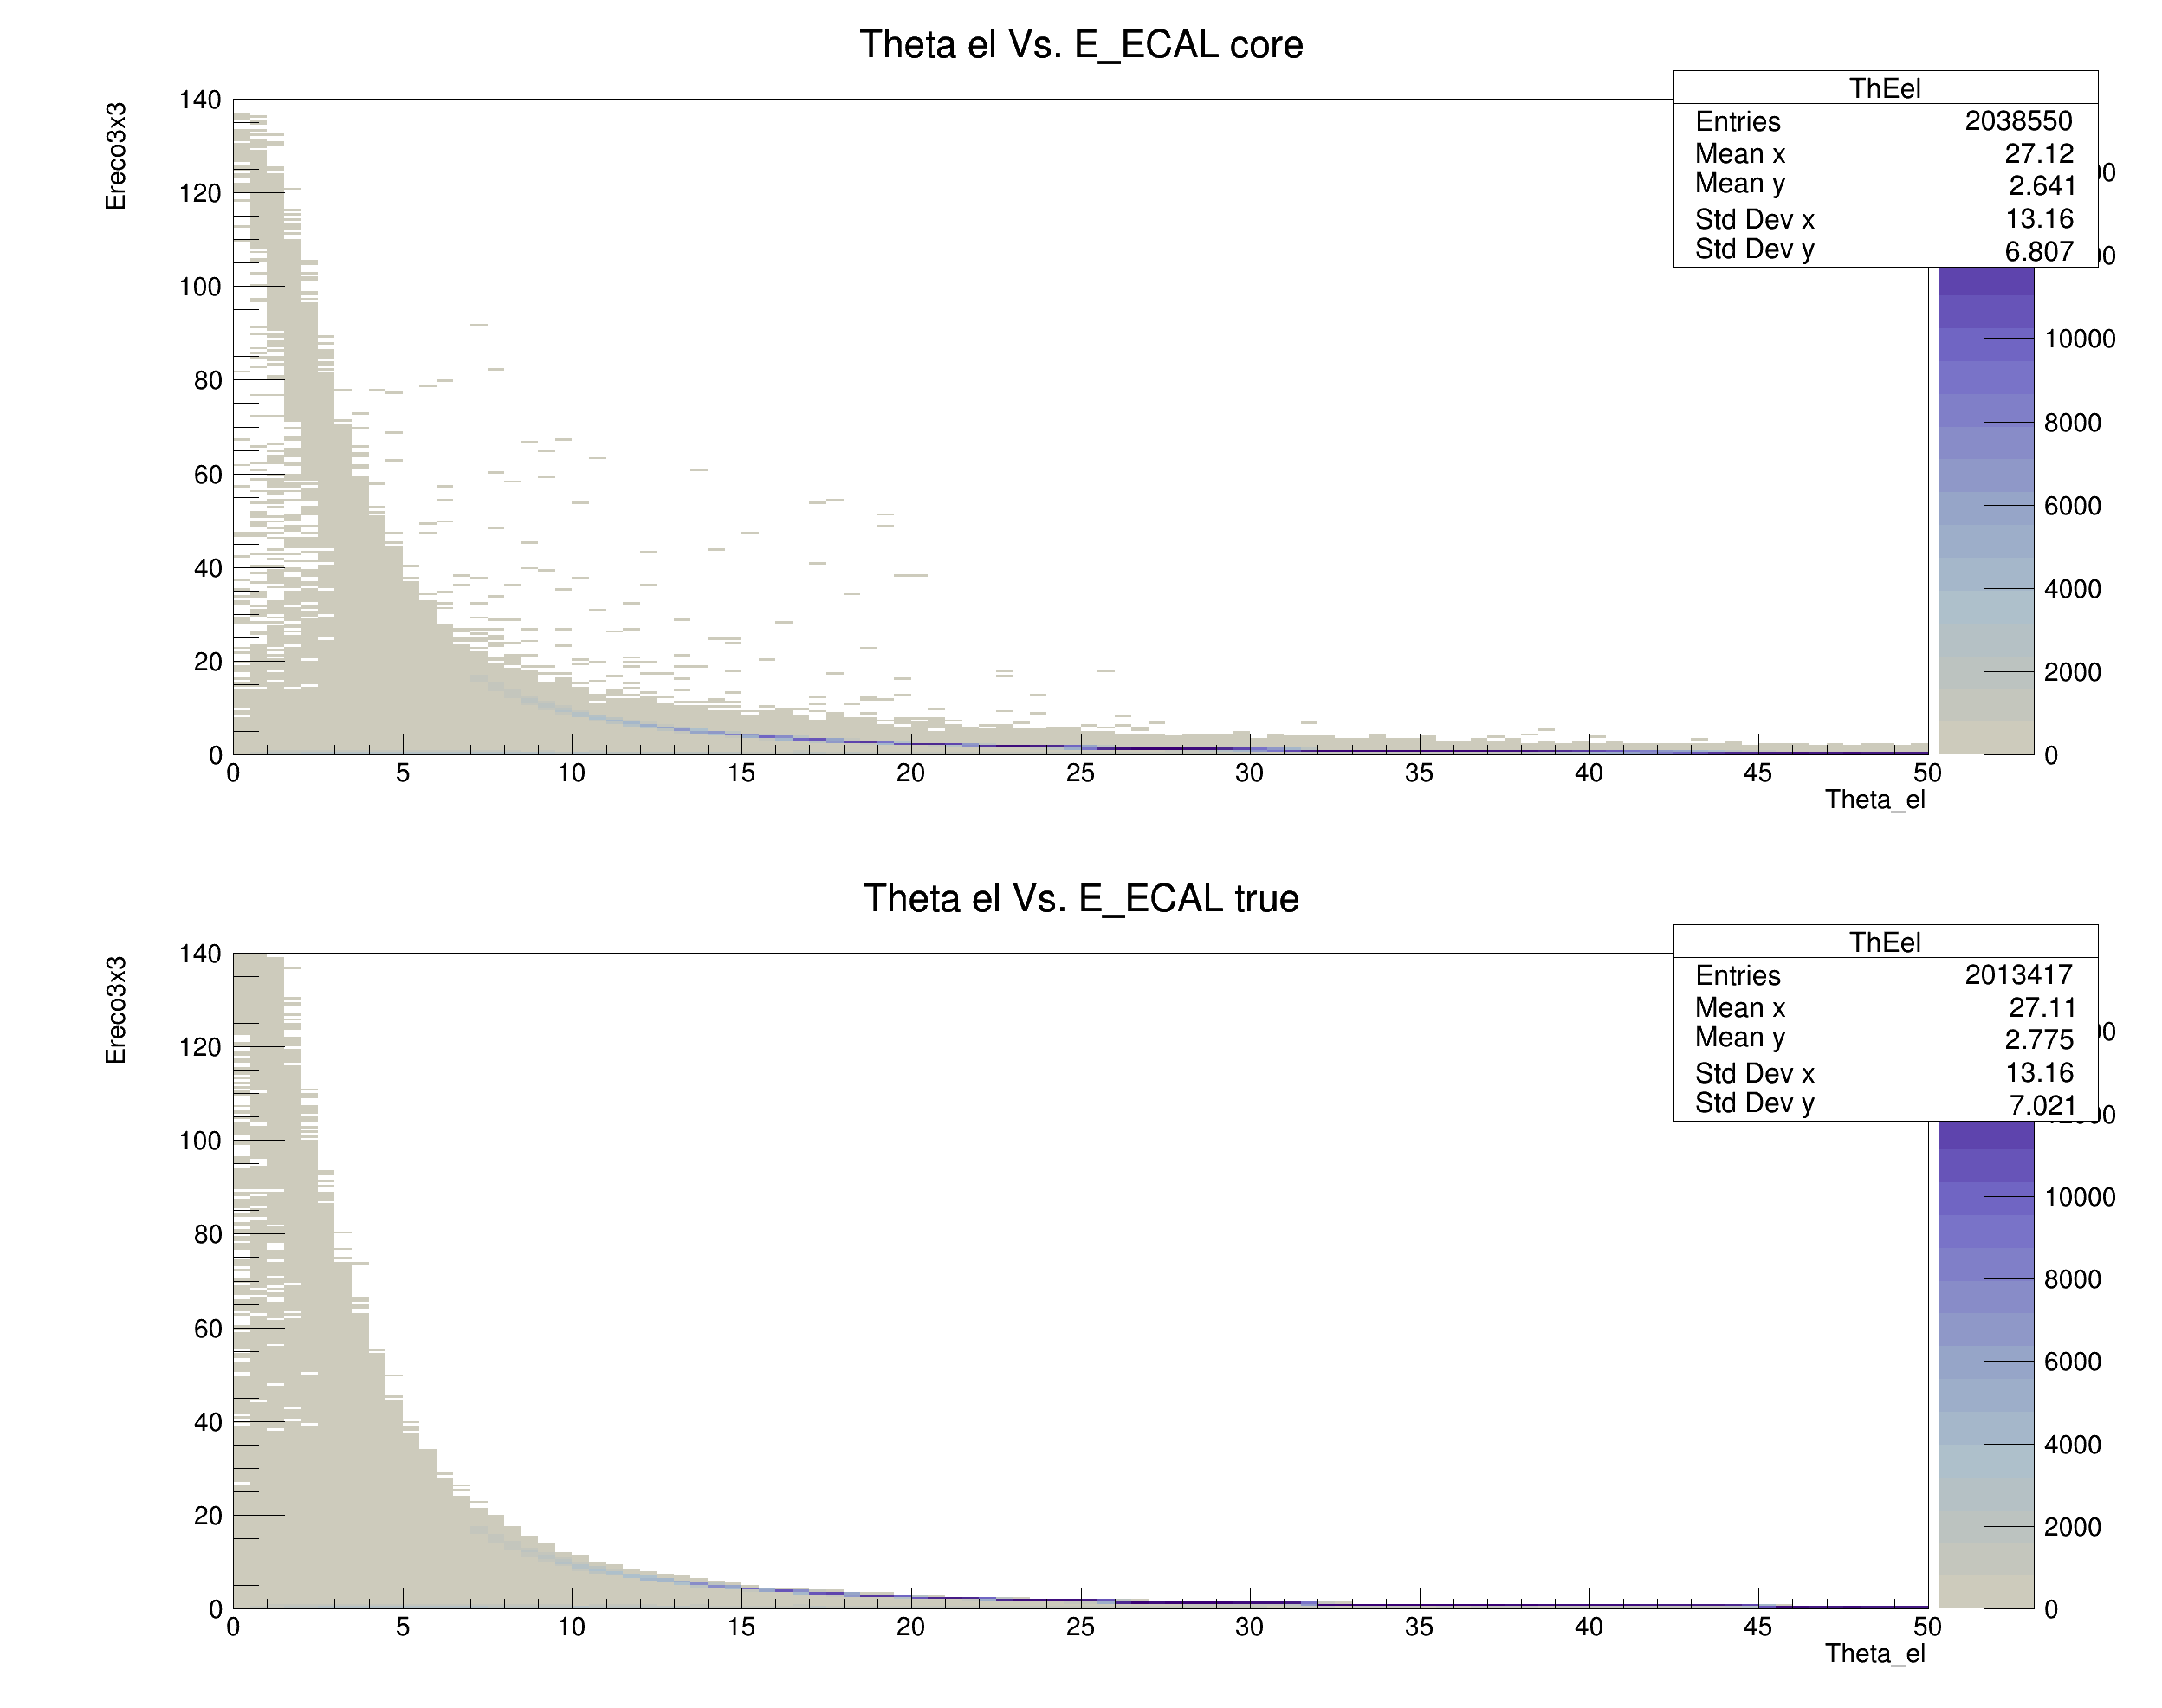 Theta el Vs. E_ECAL core
Ereco3x3
ThEel
Entries 2038550
Mean x 27.12
Mean y 2.641
Std Dev x 13.16
Std Dev y 6.807
140
120
100
80
60
40
20
0
0 5 10 15 20 25 30 35 40 45 50
Theta_el
10000
8000
6000
4000
2000
0
Theta el Vs. E_ECAL true
Ereco3x3
ThEel
Entries 2013417
Mean x 27.11
Mean y 2.775
Std Dev x 13.16
Std Dev y 7.021
140
120
100
80
60
40
20
0
0 5 10 15 20 25 30 35 40 45 50
Theta_el
10000
8000
6000
4000
2000
0